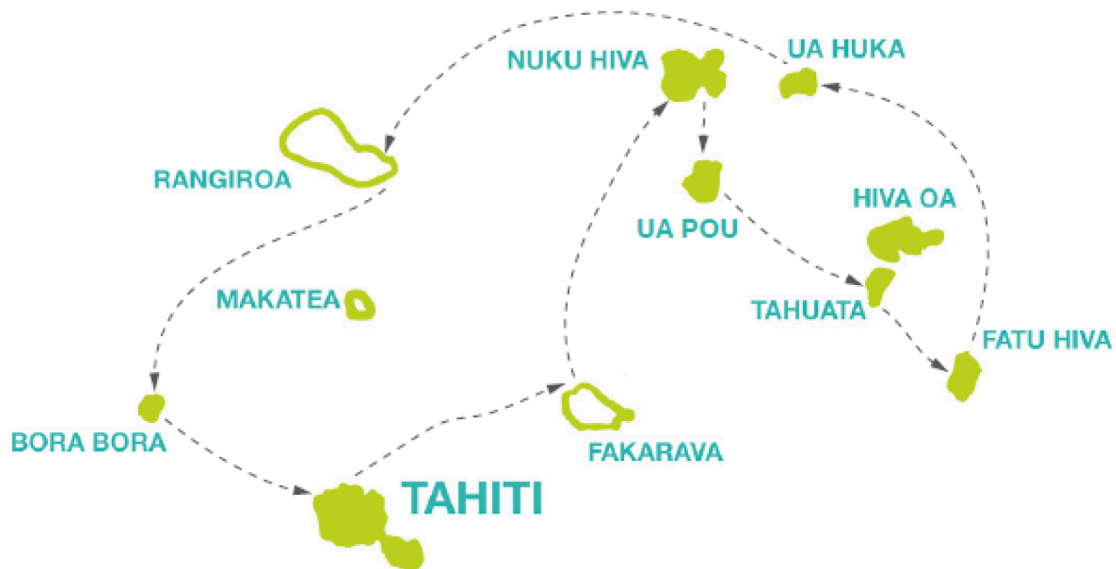 UA HUKA
NUKU HIVA
RANGIROA
HIVA OA
UA POU
MAKATEA
TAHUATA
FATU HIVA
BORA BORA
FAKARAVA
TAHITI